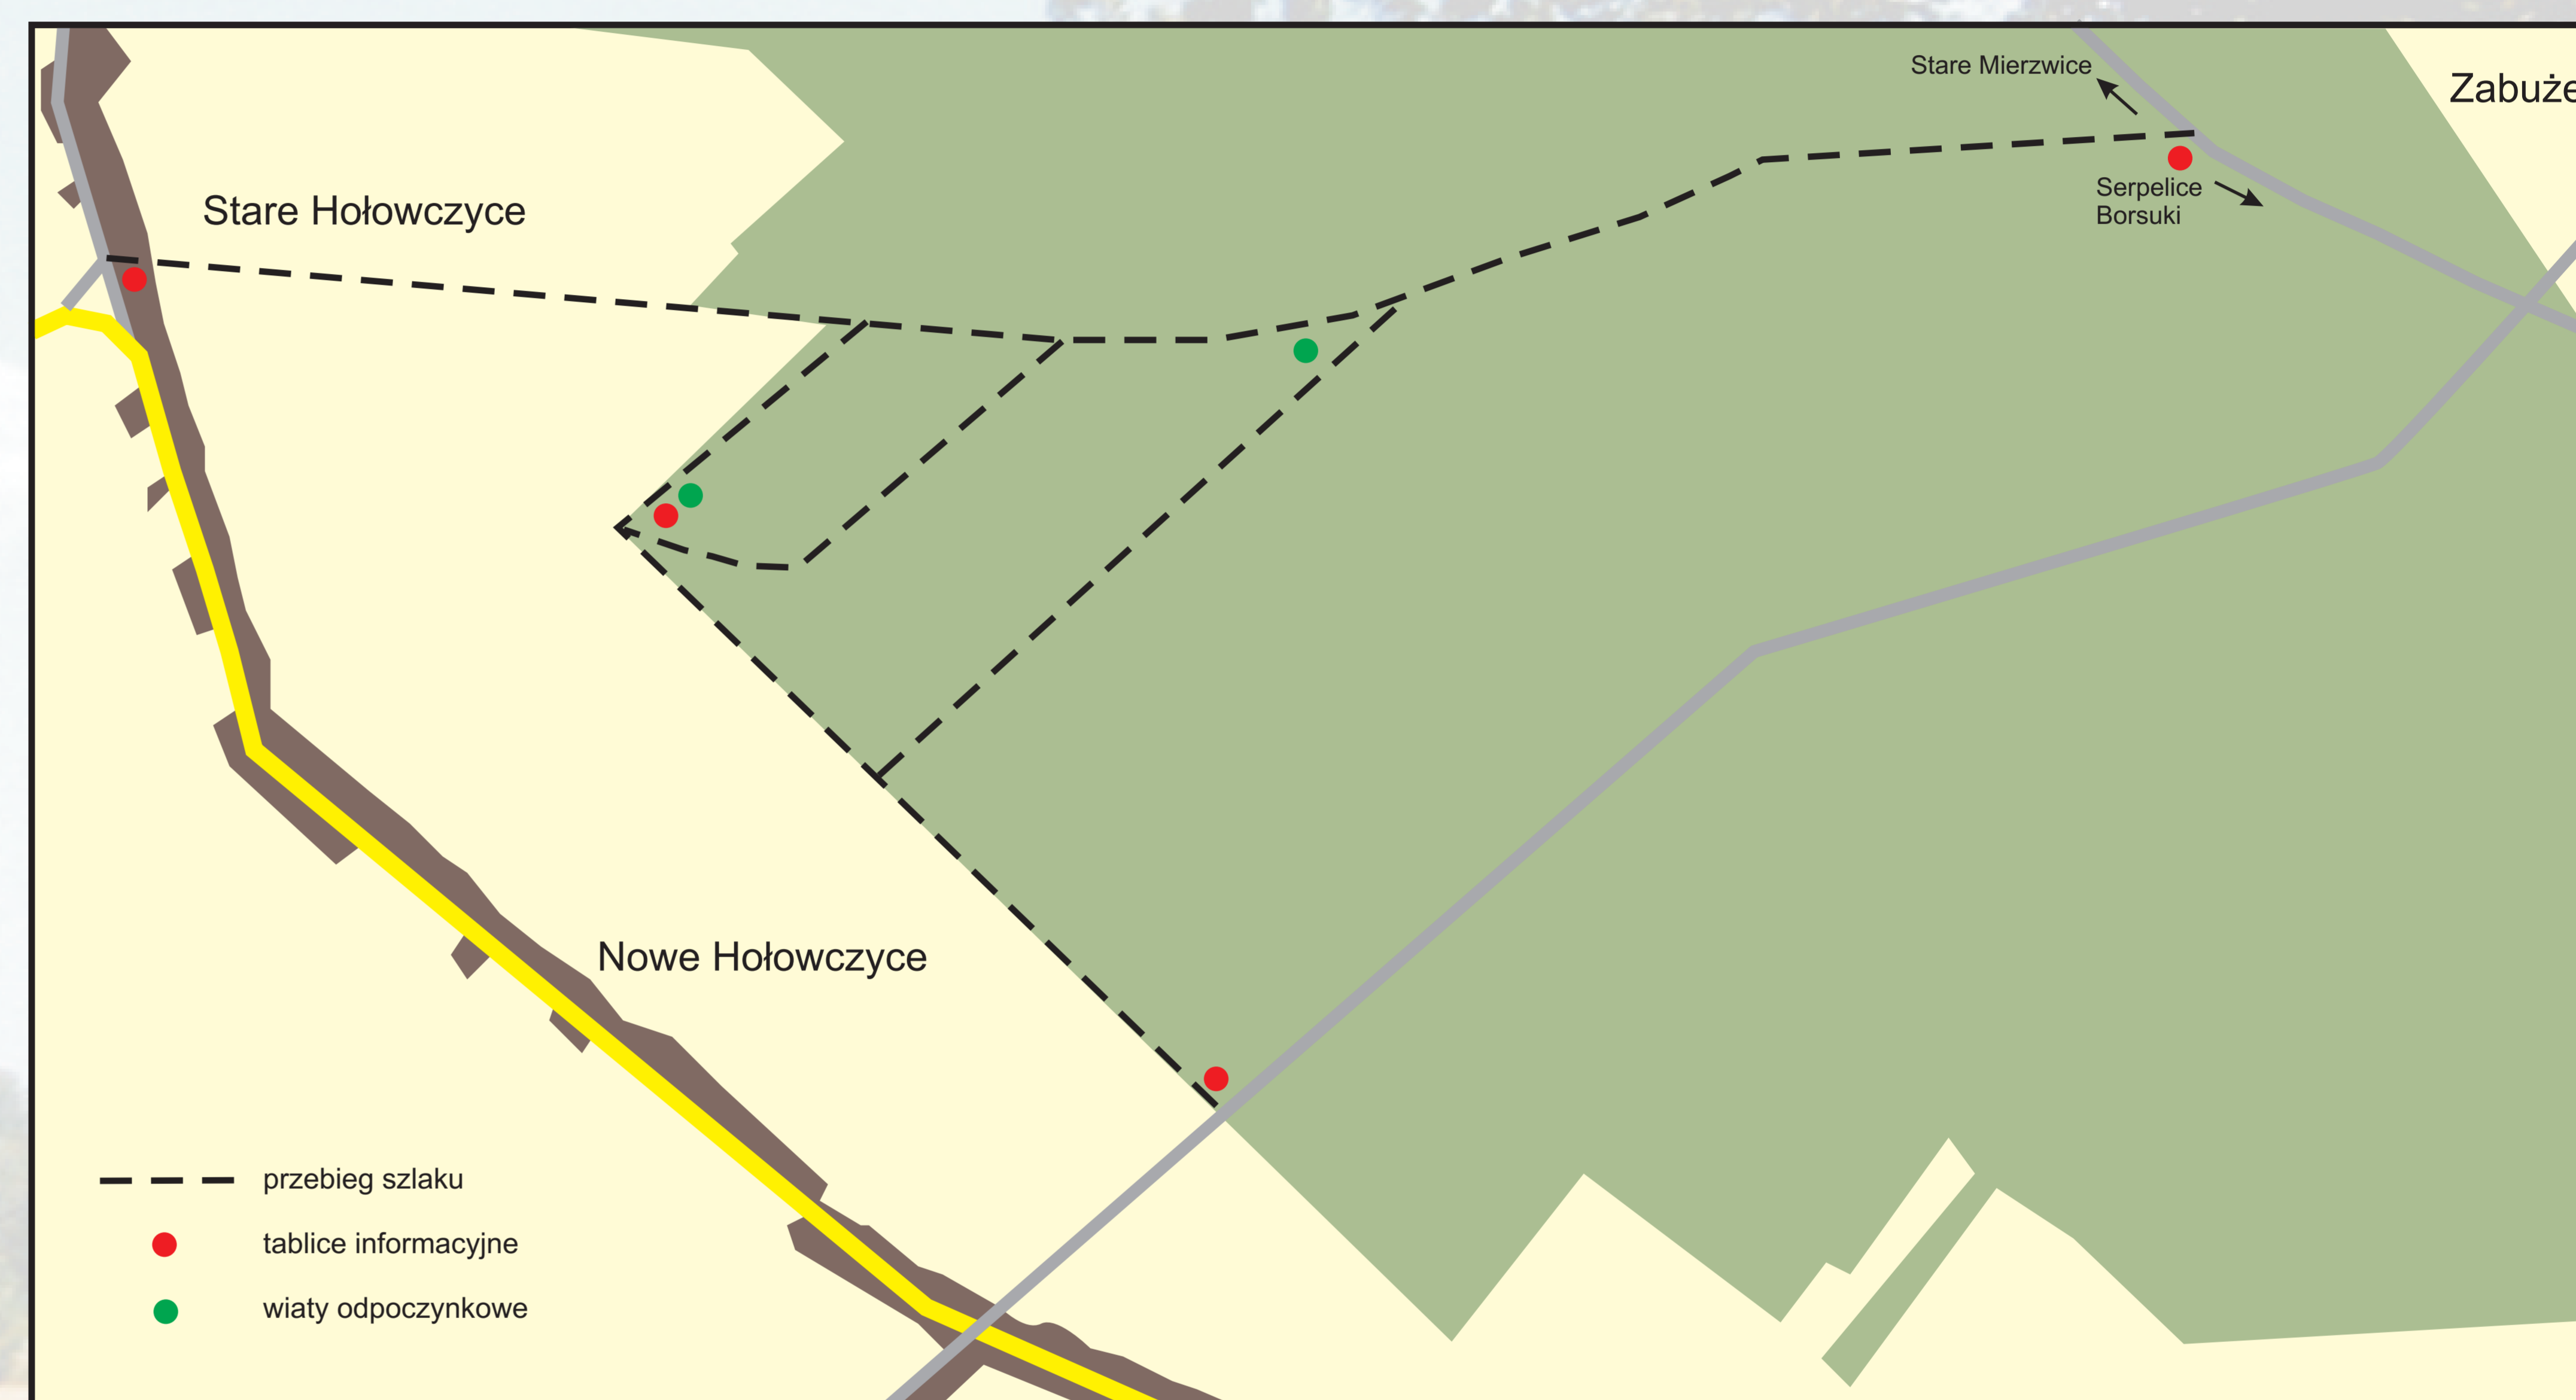 Stare Mierzwice
Zabuże
Serpelice
Borsuki
Stare Hołowczyce
Nowe Hołowczyce
przebieg szlaku
tablice informacyjne
wiaty odpoczynkowe